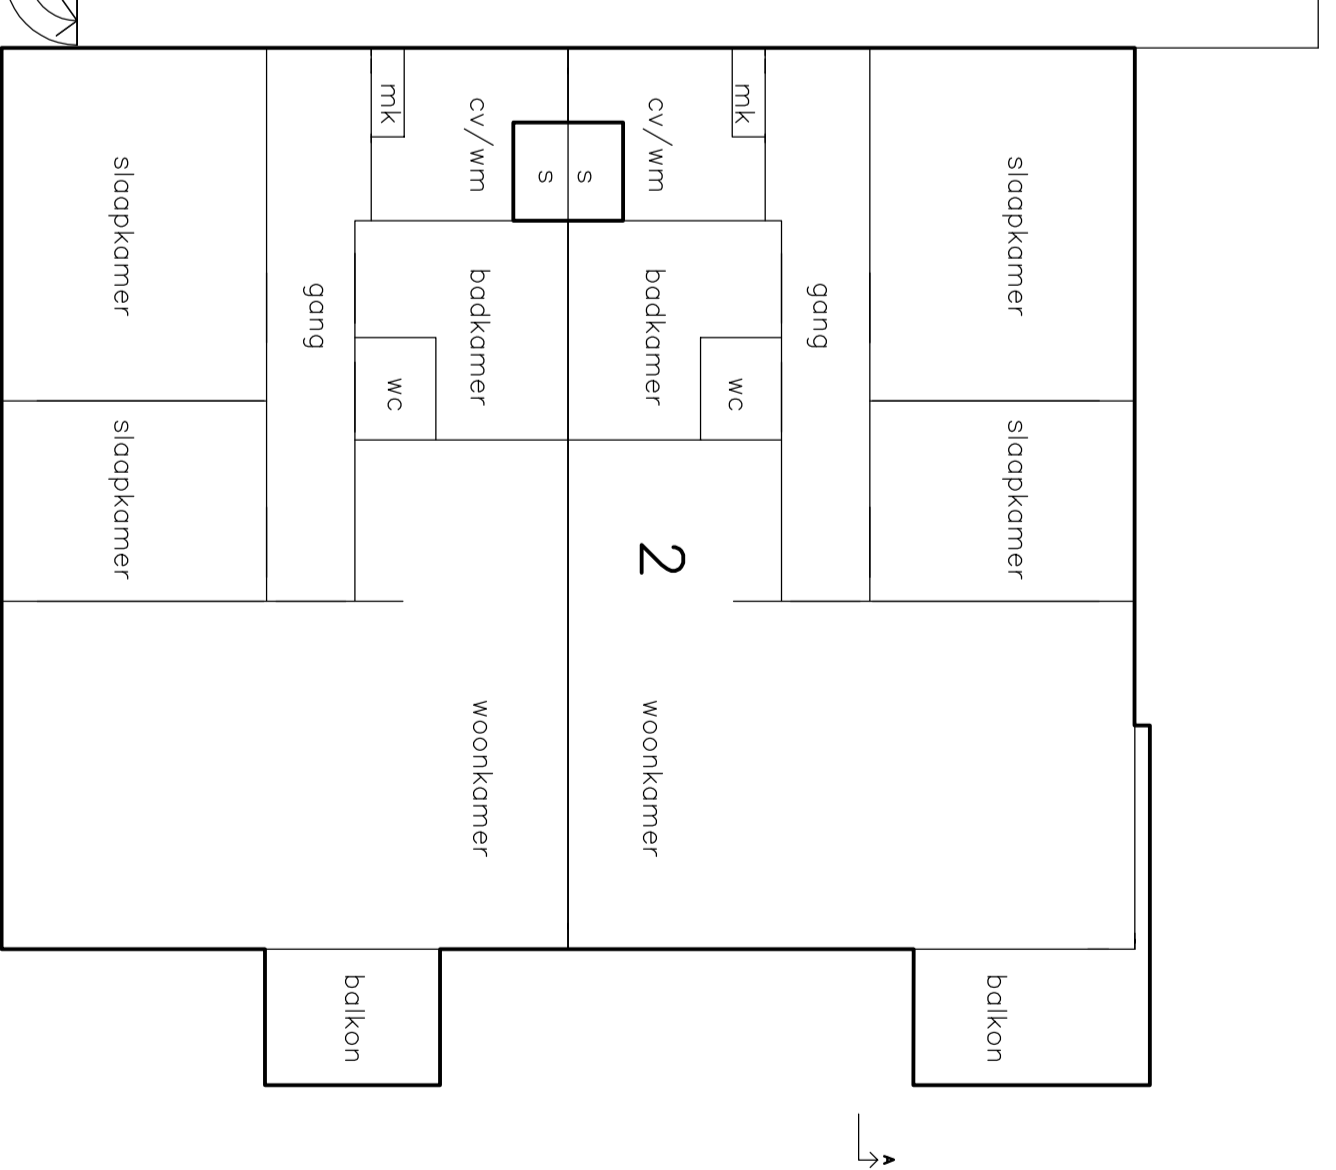 mk
cv/wm
s
s
cv/wm
mk
slaapkamer
slaapkamer
gang
badkamer
badkamer
gang
wc
wc
slaapkamer
slaapkamer
2
woonkamer
woonkamer
balkon
balkon
A